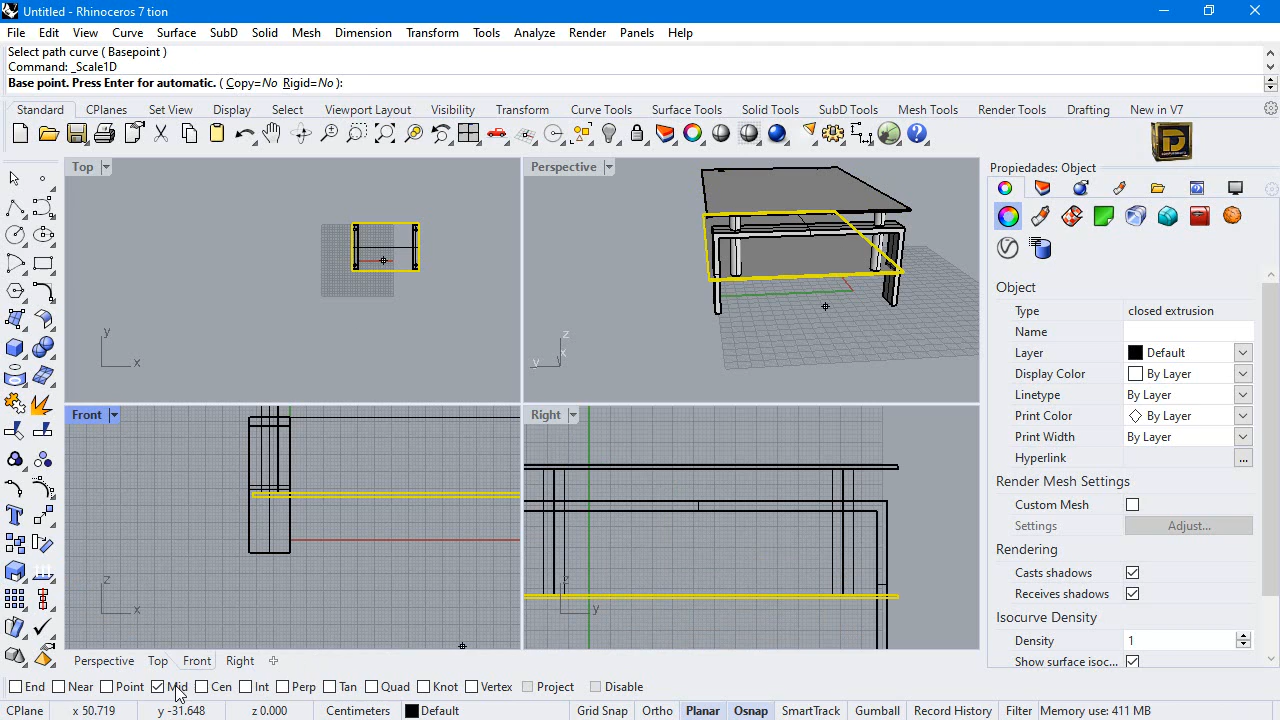 Untitled - Rhinoceros 7 tion
File Edit View Curve Surface SubD Solid Mesh Dimension Transform Tools Analyze Render Panels Help
Select path curve ( Basepoint )
Command: _Scale1D
Base point. Press Enter for automatic. ( Copy=No Rigid=No ):
Standard CPlanes Set View Display Select Viewport Layout Visibility Transform Curve Tools Surface Tools Solid Tools SubD Tools Mesh Tools Render Tools Drafting New in V7
Top
Perspective
Propiedades: Object
y
x
z
y
x
Object
Type closed extrusion
Name
Layer Default
Display Color By Layer
Linetype By Layer
Print Color By Layer
Print Width By Layer
Hyperlink ...
Front
Right
Render Mesh Settings
Custom Mesh
Settings Adjust...
Rendering
Casts shadows
Receives shadows
Isocurve Density
Density 1
Show surface isoc...
z
x
z
y
Perspective Top Front Right
End Near Point Mid Cen Int Perp Tan Quad Knot Vertex Project Disable
CPlane x 50.719 y -31.648 z 0.000 Centimeters Default Grid Snap Ortho Planar Osnap SmartTrack Gumball Record History Filter Memory use: 411 MB